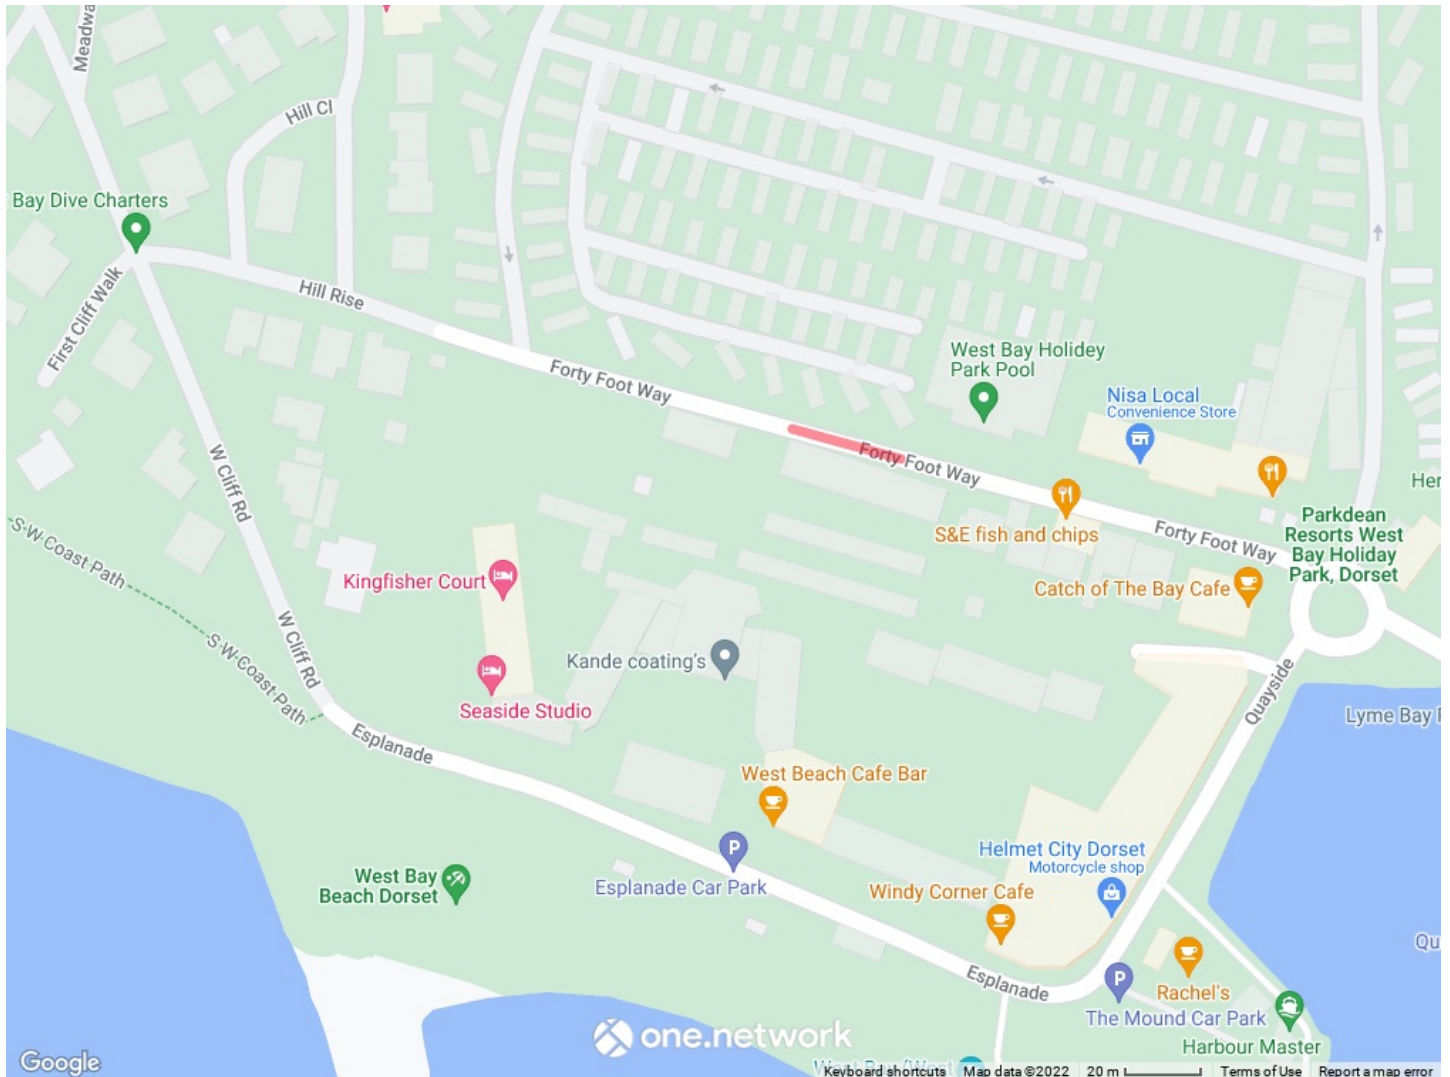 Meadwa
Hill Cl
Bay Dive Charters
Hill Rise
First Cliff Walk
Forty Foot Way
West Bay Holidey
Park Pool
Nisa Local
Convenience Store
Forty Foot Way
Her
W Cliff Rd
S&E fish and chips
Forty Foot Way
Parkdean
Resorts West
Bay Holiday
Park, Dorset
S-W Coast Path
Kingfisher Court
Catch of The Bay Cafe
W Cliff Rd
S-W Coast Path
Kande coating's
Quayside
Seaside Studio
Lyme Bay
Esplanade
West Beach Cafe Bar
P
Helmet City Dorset
Motorcycle shop
West Bay
Beach Dorset
Esplanade Car Park
Windy Corner Cafe
Qu
Esplanade
P
Rachel's
The Mound Car Park
one.network
Harbour Master
Google
Keyboard shortcuts Map data ©2022 20 m Terms of Use Report a map error